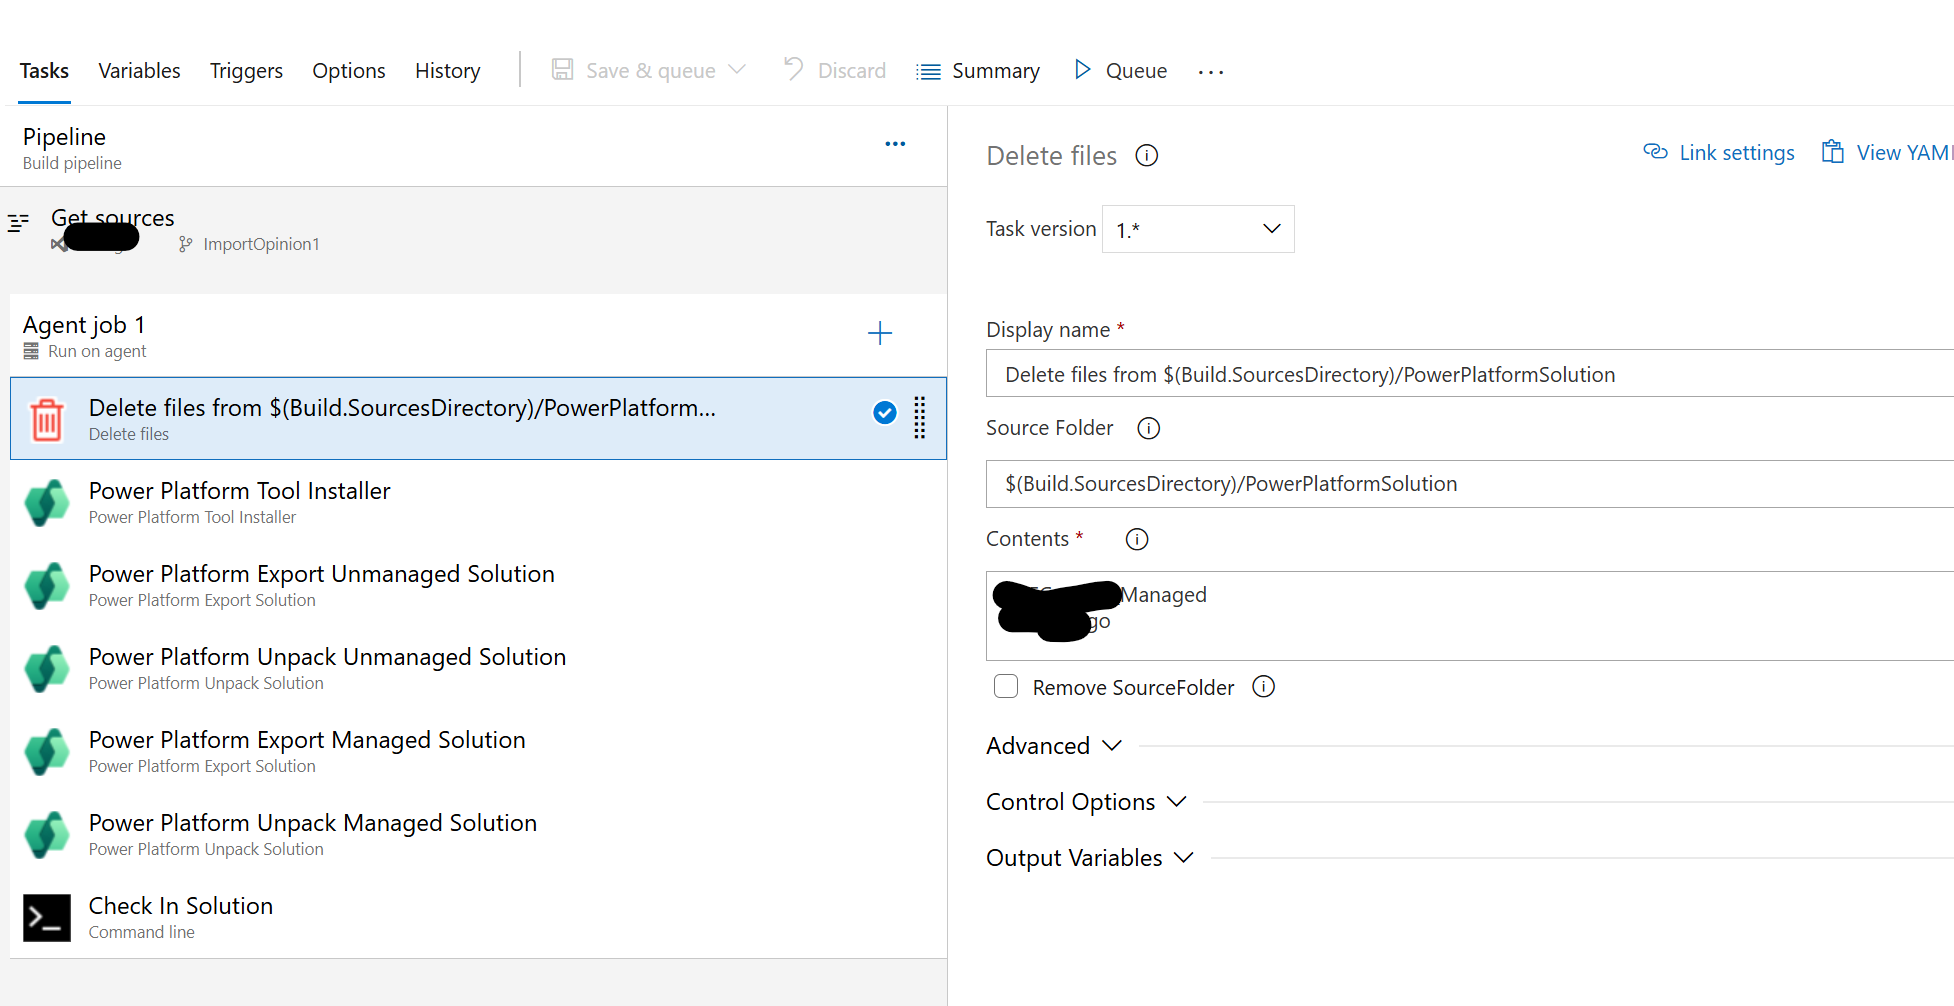 Tasks Variables Triggers Options History Save & queue Discard Summary Queue ...
Pipeline
Build pipeline
Get sources
ImportOpinion1
Agent job 1
Run on agent
Delete files from $(Build.SourcesDirectory)/PowerPlatform...
Delete files
Power Platform Tool Installer
Power Platform Tool Installer
Power Platform Export Unmanaged Solution
Power Platform Export Solution
Power Platform Unpack Unmanaged Solution
Power Platform Unpack Solution
Power Platform Export Managed Solution
Power Platform Export Solution
Power Platform Unpack Managed Solution
Power Platform Unpack Solution
Check In Solution
Command line
Delete files
Link settings View YAM
Task version 1.*
Display name *
Delete files from $(Build.SourcesDirectory)/PowerPlatformSolution
Source Folder
$(Build.SourcesDirectory)/PowerPlatformSolution
Contents *
Managed
go
Remove SourceFolder
Advanced
Control Options
Output Variables